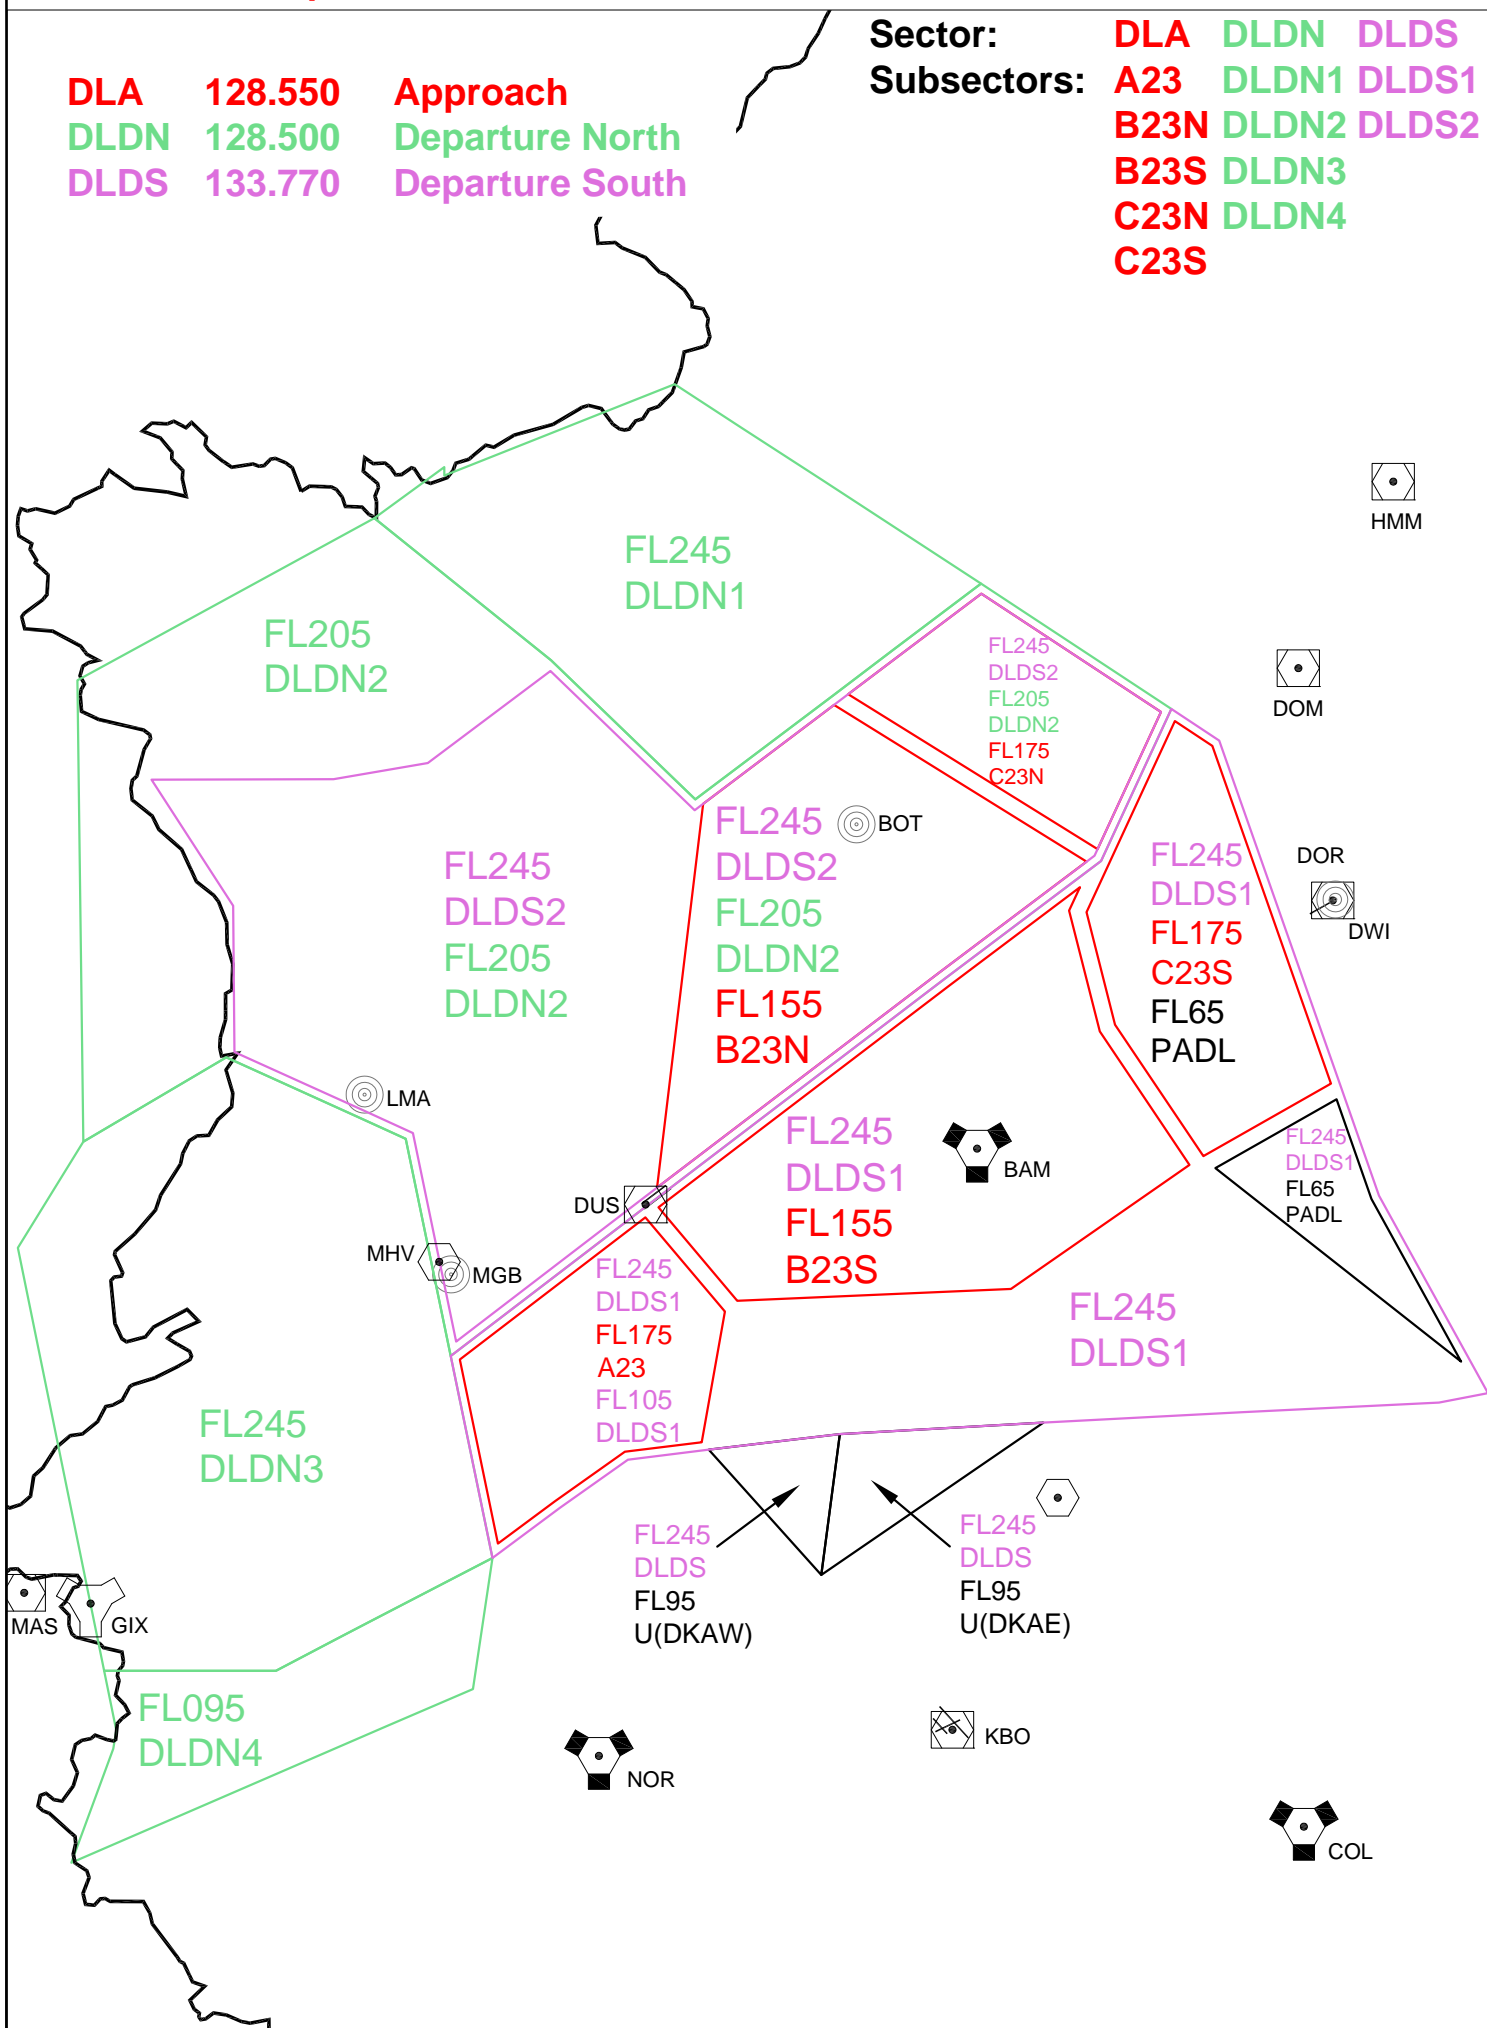 Sector: DLA DLDN DLDS
Subsectors: A23 DLDN1 DLDS1
B23N DLDN2 DLDS2
B23S DLDN3
C23N DLDN4
C23S
DLA 128.550 Approach
DLDN 128.500 Departure North
DLDS 133.770 Departure South
HMM
FL245
DLDN1
FL205
DLDN2
FL245
DLDS2
FL205
DLDN2
FL175
C23N
DOM
FL245
DLDS2
FL205
DLDN2
FL155
B23N
BOT
FL245
DLDS2
FL205
DLDN2
FL245
DLDS1
FL175
C23S
FL65
PADL
DOR
DWI
LMA
FL245
DLDS1
FL155
B23S
BAM
FL245
DLDS1
FL65
PADL
DUS
MHV
MGB
FL245
DLDS1
FL175
A23
FL105
DLDS1
FL245
DLDS1
FL245
DLDN3
FL245
DLDS
FL95
U(DKAW)
FL245
DLDS
FL95
U(DKAE)
MAS
GIX
FL095
DLDN4
NOR
KBO
COL